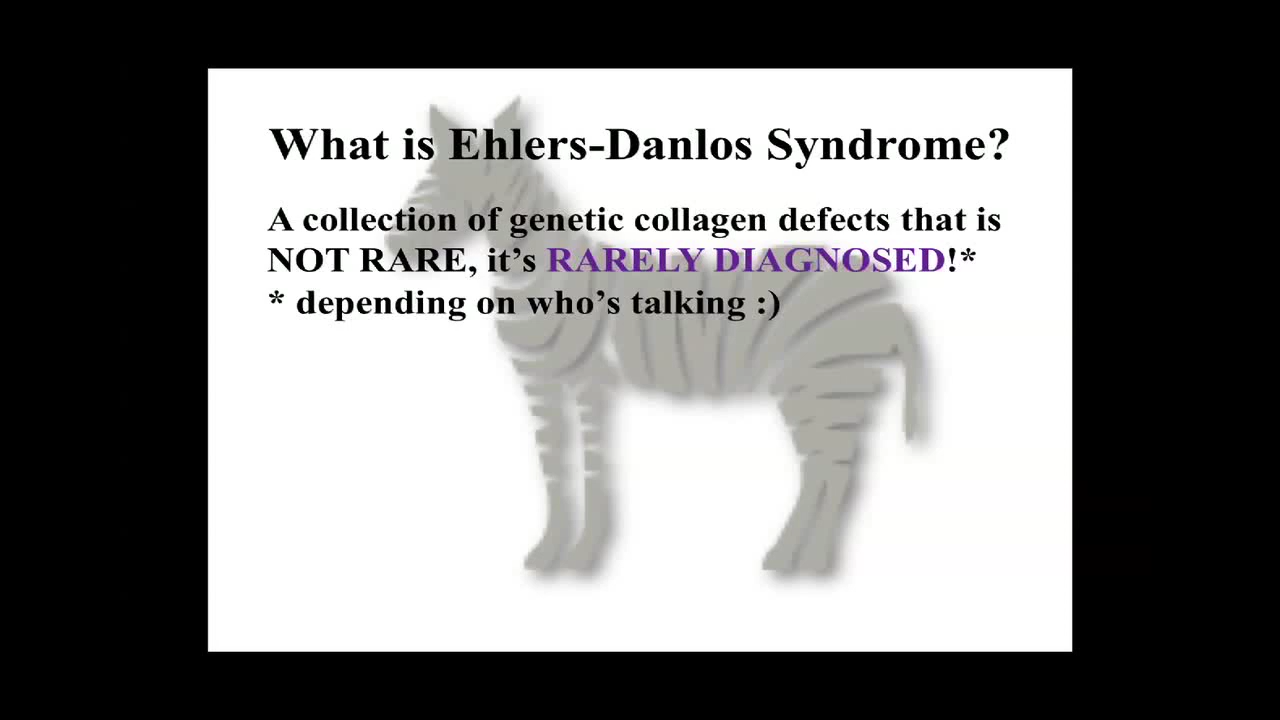 What is Ehlers-Danlos Syndrome?
A collection of genetic collagen defects that is
NOT RARE, it’s RARELY DIAGNOSED!*
* depending on who’s talking :)